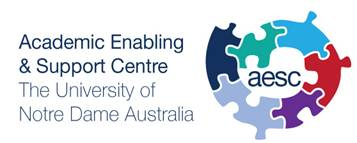 Academic Enabling
& Support Centre
The University of
Notre Dame Australia
aesc